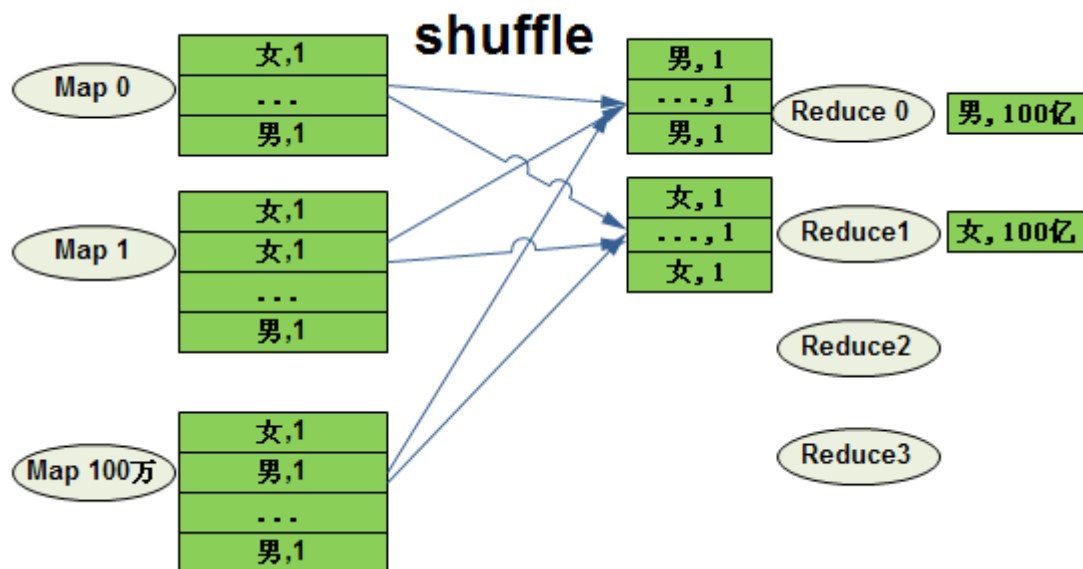 shuffle
Map 0
女,1
...
男,1
Map 1
女,1
女,1
...
男,1
Map 100万
女,1
男,1
...
男,1
男, 1
..., 1
男, 1
Reduce 0
男, 100亿
女, 1
..., 1
女, 1
Reduce1
女, 100亿
Reduce2
Reduce3